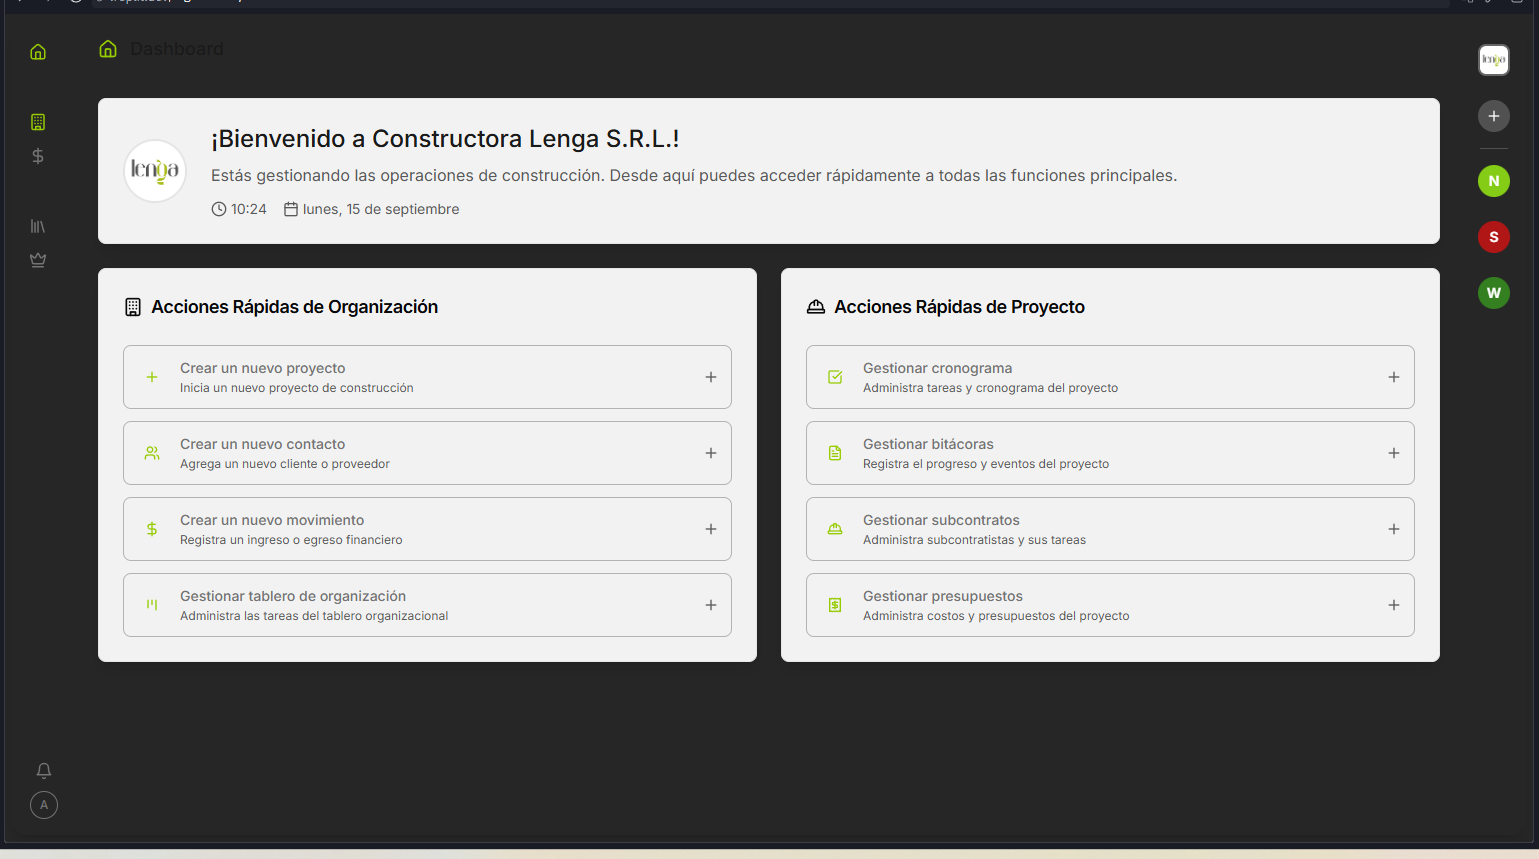 Dashboard
lenga
¡Bienvenido a Constructora Lenga S.R.L.!
lenga
Estás gestionando las operaciones de construcción. Desde aquí puedes acceder rápidamente a todas las funciones principales.
10:24 lunes, 15 de septiembre
N
S
W
Acciones Rápidas de Organización
Crear un nuevo proyecto
Inicia un nuevo proyecto de construcción
Crear un nuevo contacto
Agrega un nuevo cliente o proveedor
Crear un nuevo movimiento
Registra un ingreso o egreso financiero
Gestionar tablero de organización
Administra las tareas del tablero organizacional
Acciones Rápidas de Proyecto
Gestionar cronograma
Administra tareas y cronograma del proyecto
Gestionar bitácoras
Registra el progreso y eventos del proyecto
Gestionar subcontratos
Administra subcontratistas y sus tareas
Gestionar presupuestos
Administra costos y presupuestos del proyecto
A